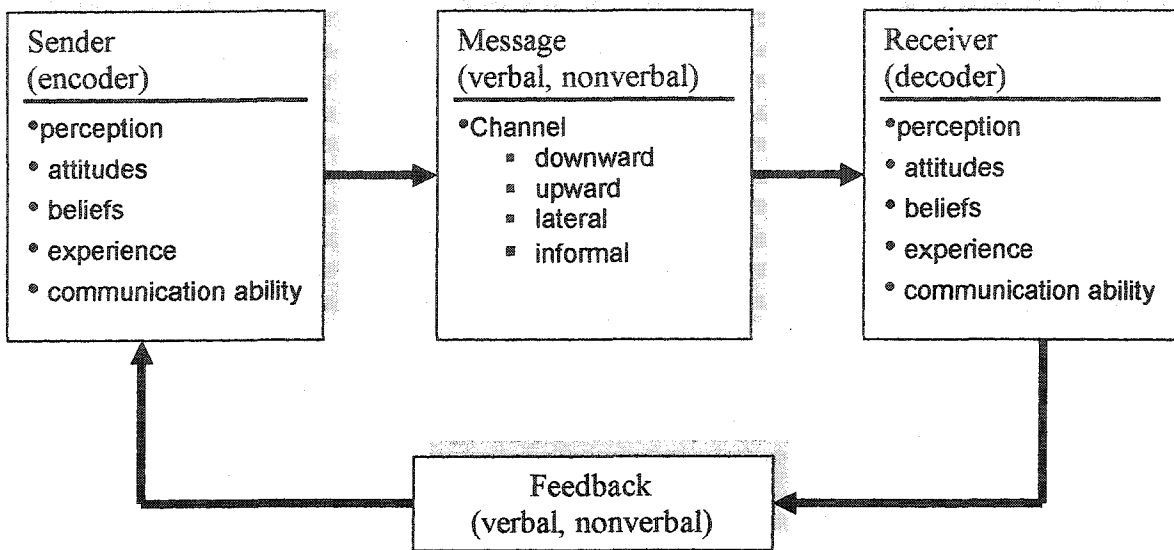 Sender
(encoder)
•perception
• attitudes
• beliefs
• experience
• communication ability
Message
(verbal, nonverbal)
•Channel
▪ downward
▪ upward
▪ lateral
▪ informal
Receiver
(decoder)
•perception
• attitudes
• beliefs
• experience
• communication ability
Feedback
(verbal, nonverbal)